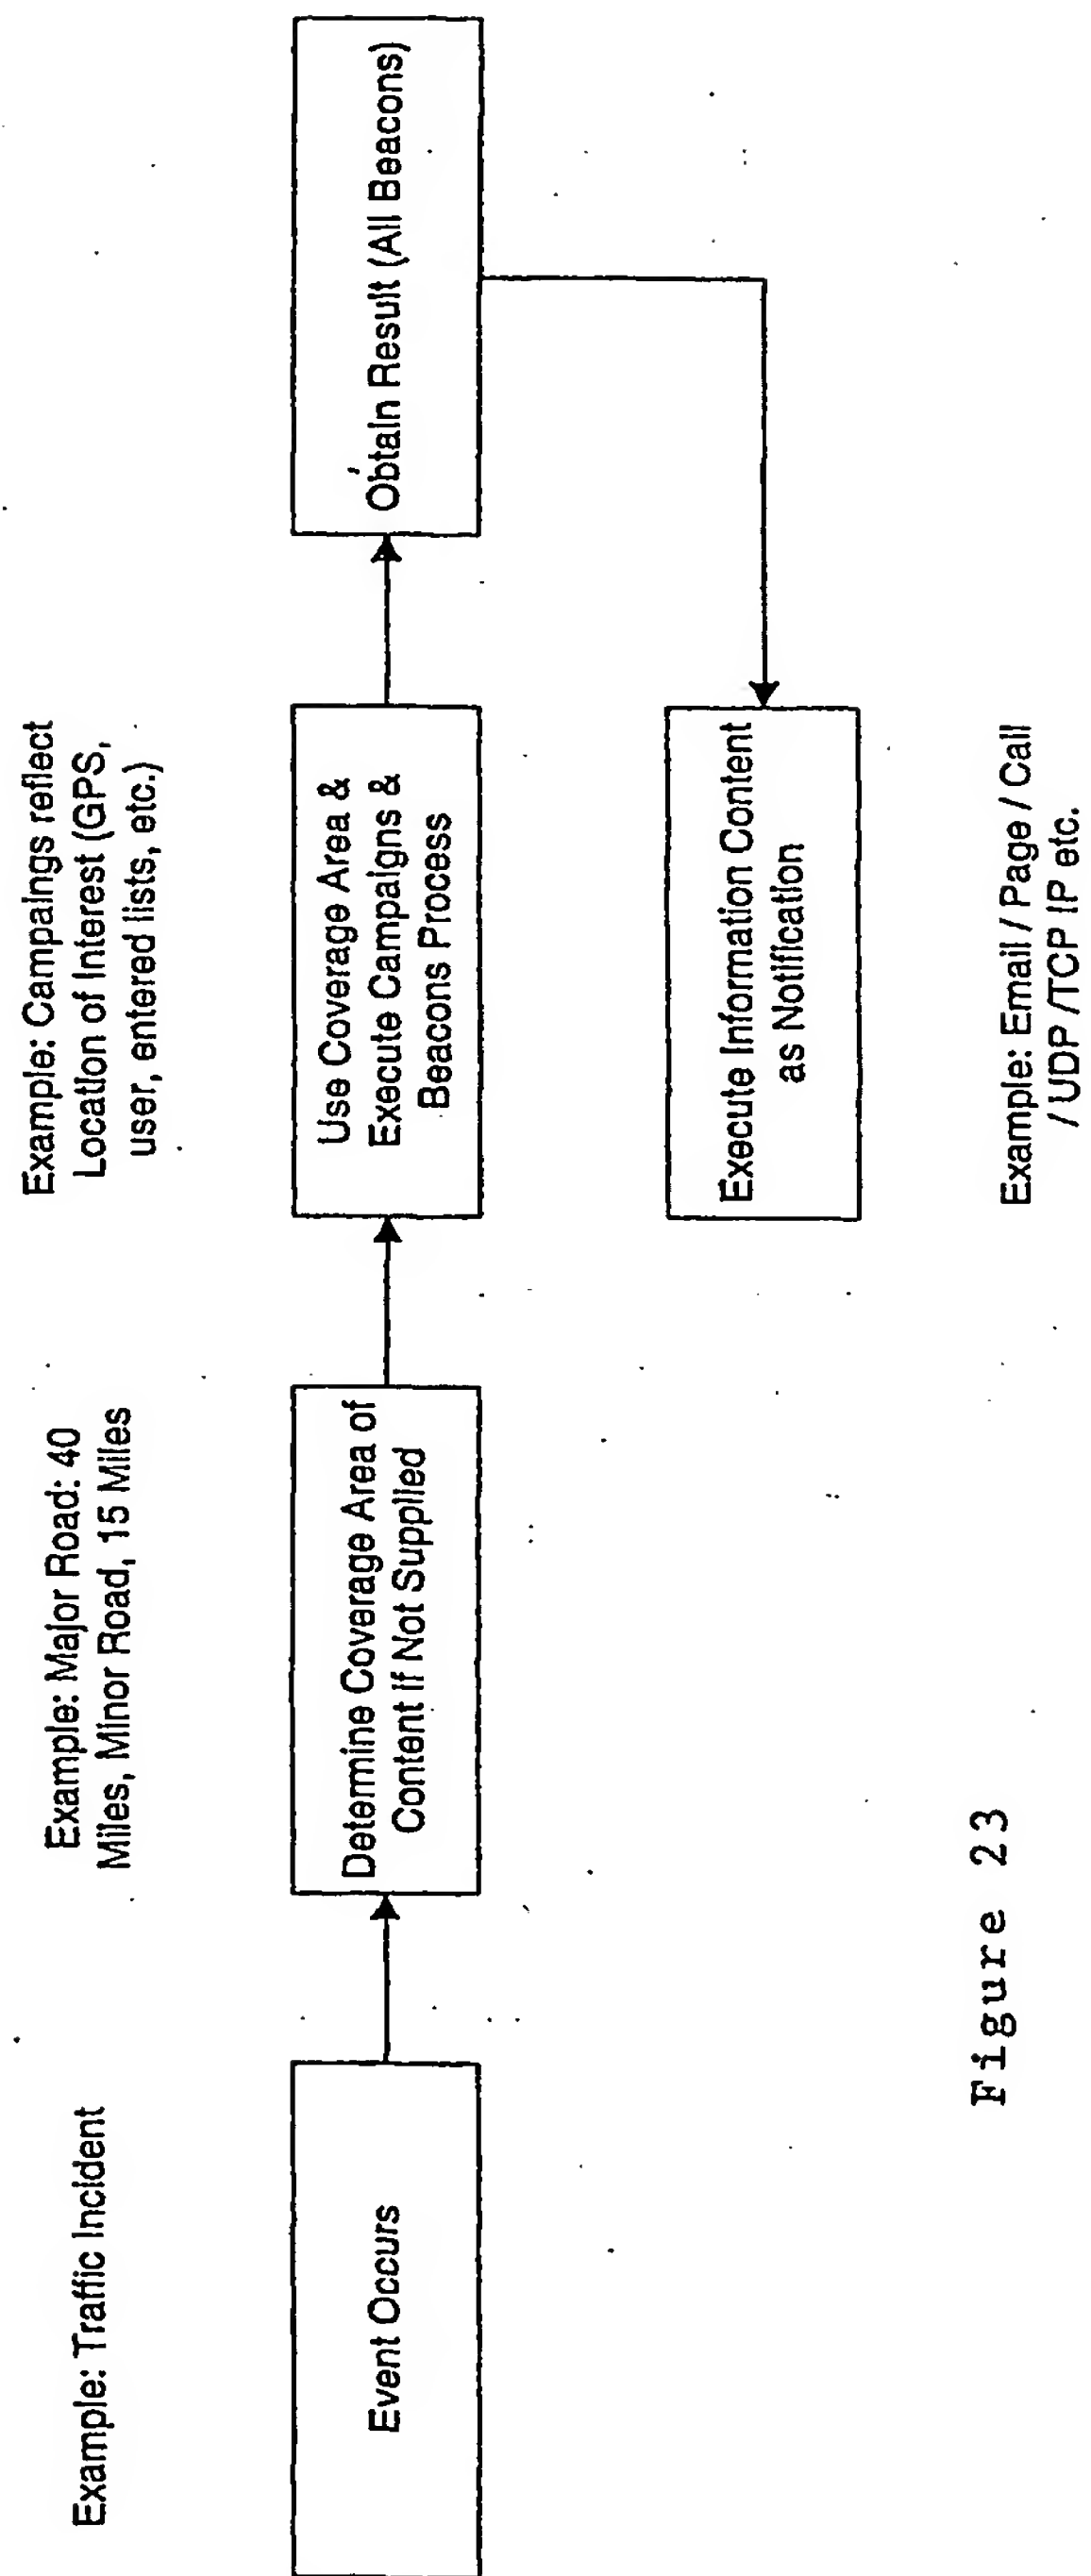 Example: Traffic Incident
Event Occurs
Example: Major Road: 40
Miles, Minor Road, 15 Miles
Determine Coverage Area of
Content if Not Supplied
Example: Campaings reflect
Location of Interest (GPS,
user, entered lists, etc.)
Use Coverage Area &
Execute Campaigns &
Beacons Process
Obtain Result (All Beacons)
Execute Information Content
as Notification
Example: Email / Page / Call
/ UDP /TCP IP etc.
Figure 23